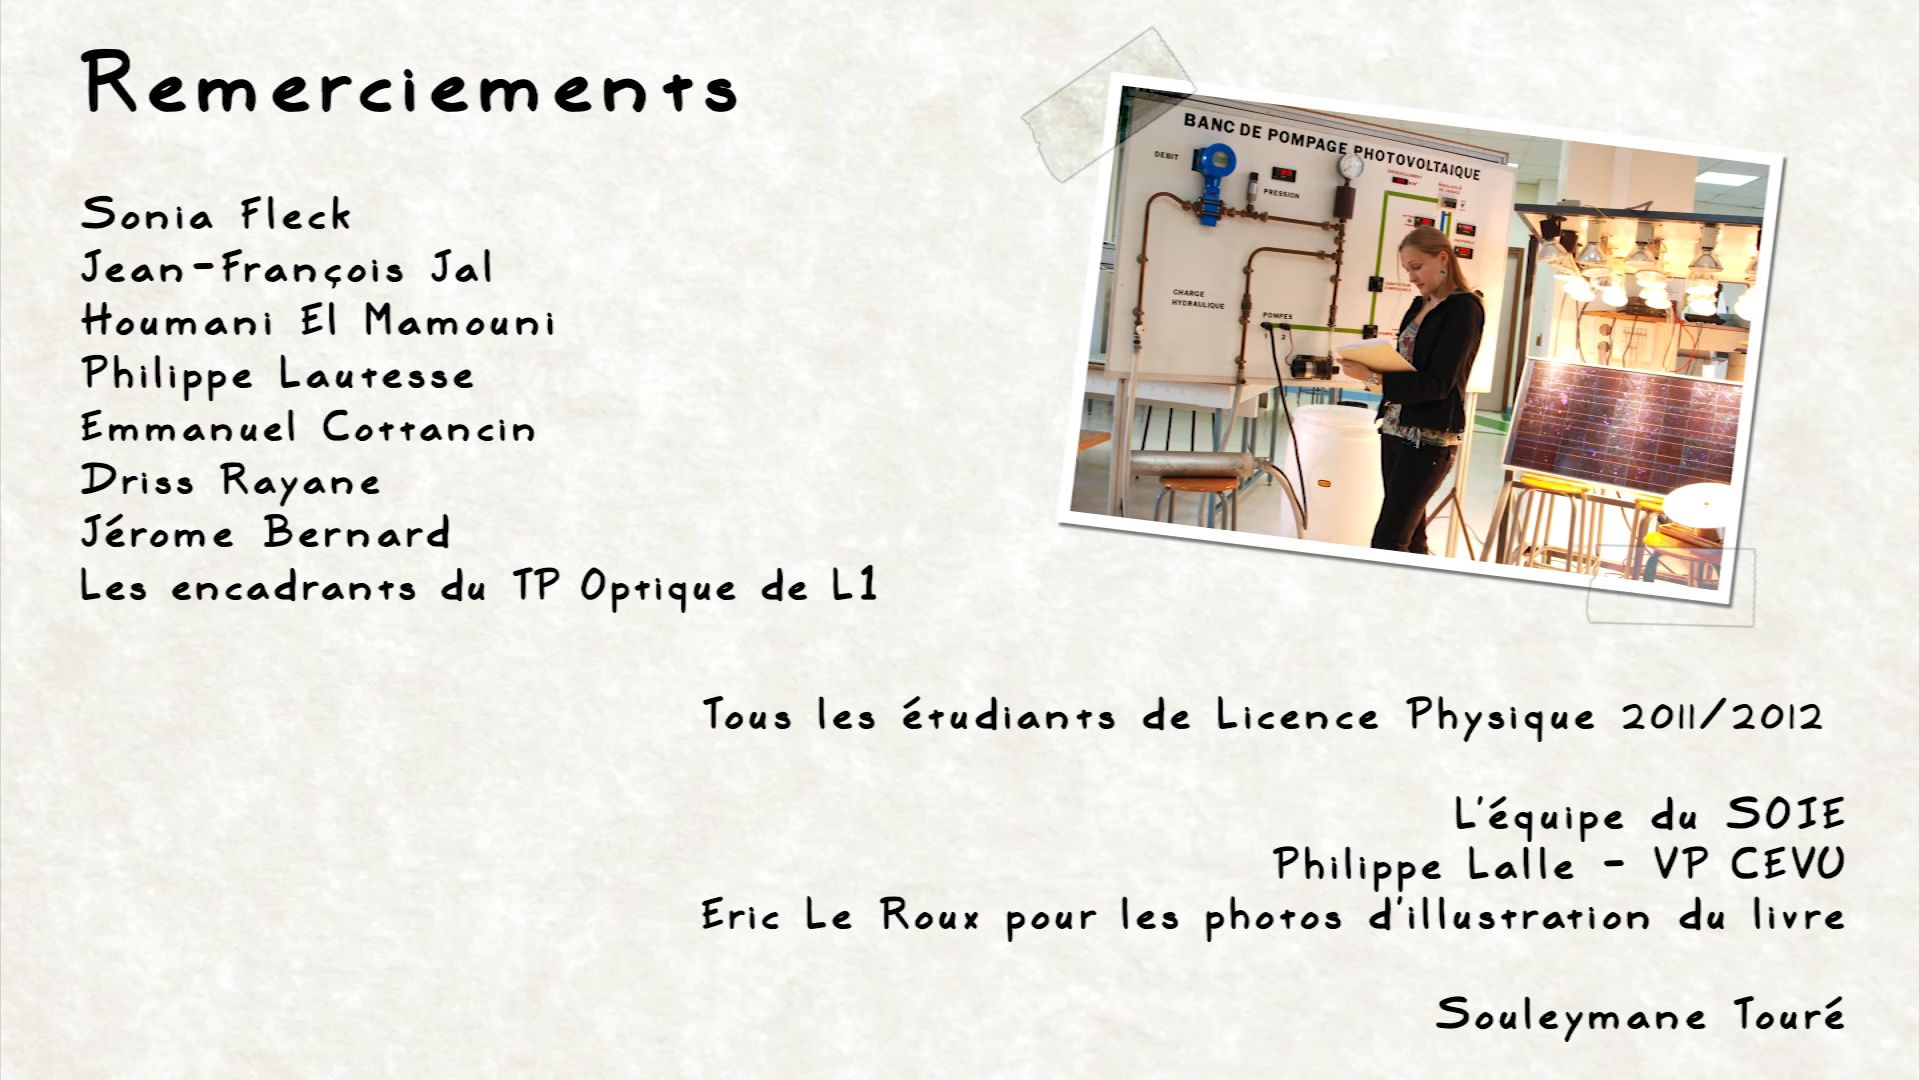 Remerciements
BANC DE POMPAGE PHOTOVOLTAIQUE
DEBIT
PRESSION
CHARGE
HYDRAULIQUE
POMPES
1 2
Sonia Fleck
Jean-François Jal
Houmani El Mamouni
Philippe Lautesse
Emmanuel Cottancin
Driss Rayane
Jérome Bernard
Les encadrants du TP Optique de L1
Tous les étudiants de Licence Physique 2011/2012
L'équipe du SOIE
Philippe Lalle - VP CEVU
Eric Le Roux pour les photos d'illustration du livre
Souleymane Touré